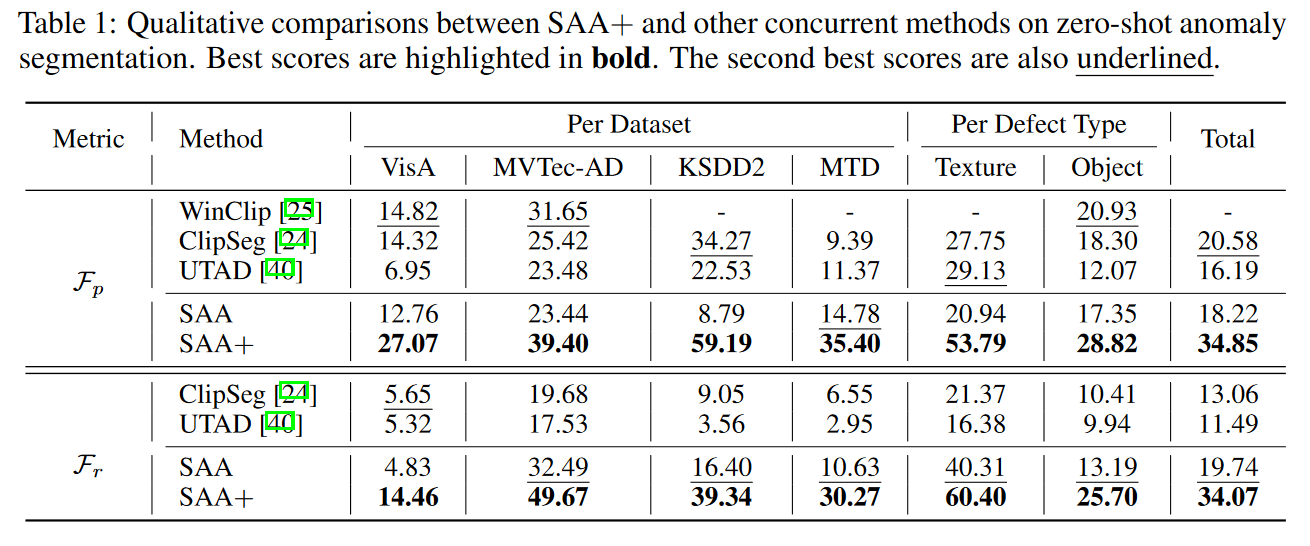 Table 1: Qualitative comparisons between SAA+ and other concurrent methods on zero-shot anomaly
segmentation. Best scores are highlighted in bold. The second best scores are also underlined.
Metric Method Per Dataset Per Defect Type Total
VisA MVTec-AD KSDD2 MTD Texture Object
WinClip [25] 14.82 31.65 - - - 20.93 -
ClipSeg [24] 14.32 25.42 34.27 9.39 27.75 18.30 20.58
UTAD [40] 6.95 23.48 22.53 11.37 29.13 12.07 16.19
ℱp
SAA 12.76 23.44 8.79 14.78 20.94 17.35 18.22
SAA+ 27.07 39.40 59.19 35.40 53.79 28.82 34.85
ClipSeg [24] 5.65 19.68 9.05 6.55 21.37 10.41 13.06
UTAD [40] 5.32 17.53 3.56 2.95 16.38 9.94 11.49
ℱr
SAA 4.83 32.49 16.40 10.63 40.31 13.19 19.74
SAA+ 14.46 49.67 39.34 30.27 60.40 25.70 34.07